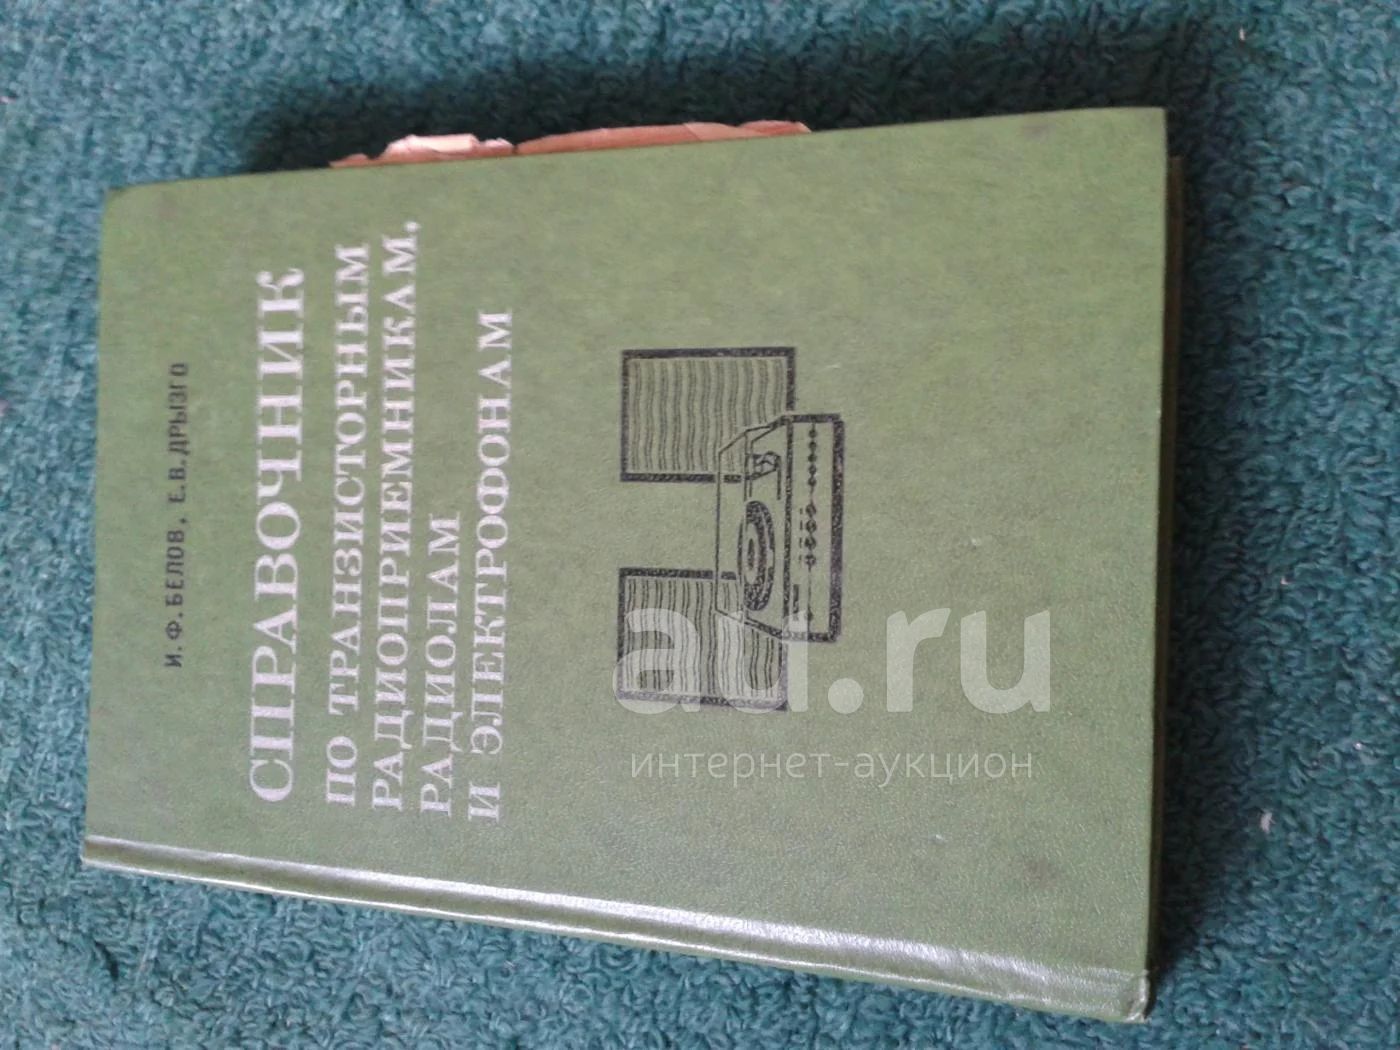 И. Ф. БЕЛОВ, Е. В. ДРЫЗГО
СПРАВОЧНИК
ПО ТРАНЗИСТОРНЫМ
РАДИОПРИЕМНИКАМ,
РАДИОЛАМ
И ЭЛЕКТРОФОНАМ
au.ru
интернет-аукцион